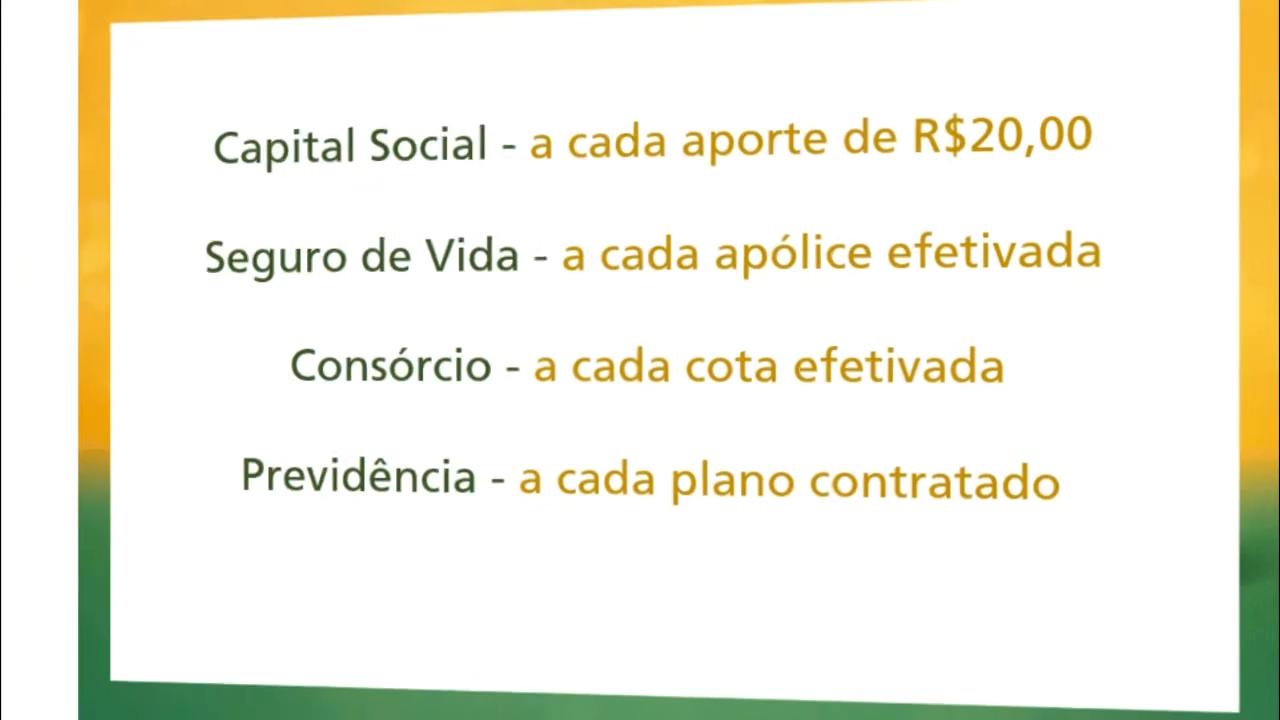 Capital Social - a cada aporte de R$20,00
Seguro de Vida - a cada apólice efetivada
Consórcio - a cada cota efetivada
Previdência - a cada plano contratado